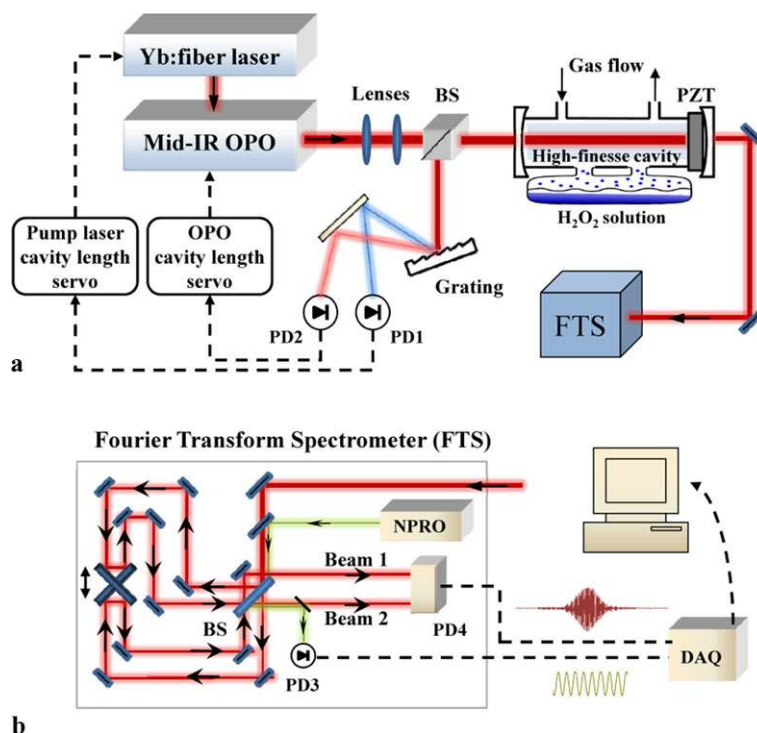 Yb:fiber laser
Mid-IR OPO
Lenses
BS
Gas flow
PZT
High-finesse cavity
H₂O₂ solution
Pump laser
cavity length
servo
OPO
cavity length
servo
Grating
PD2
PD1
FTS
a
Fourier Transform Spectrometer (FTS)
NPRO
Beam 1
BS
Beam 2
PD4
PD3
DAQ
b